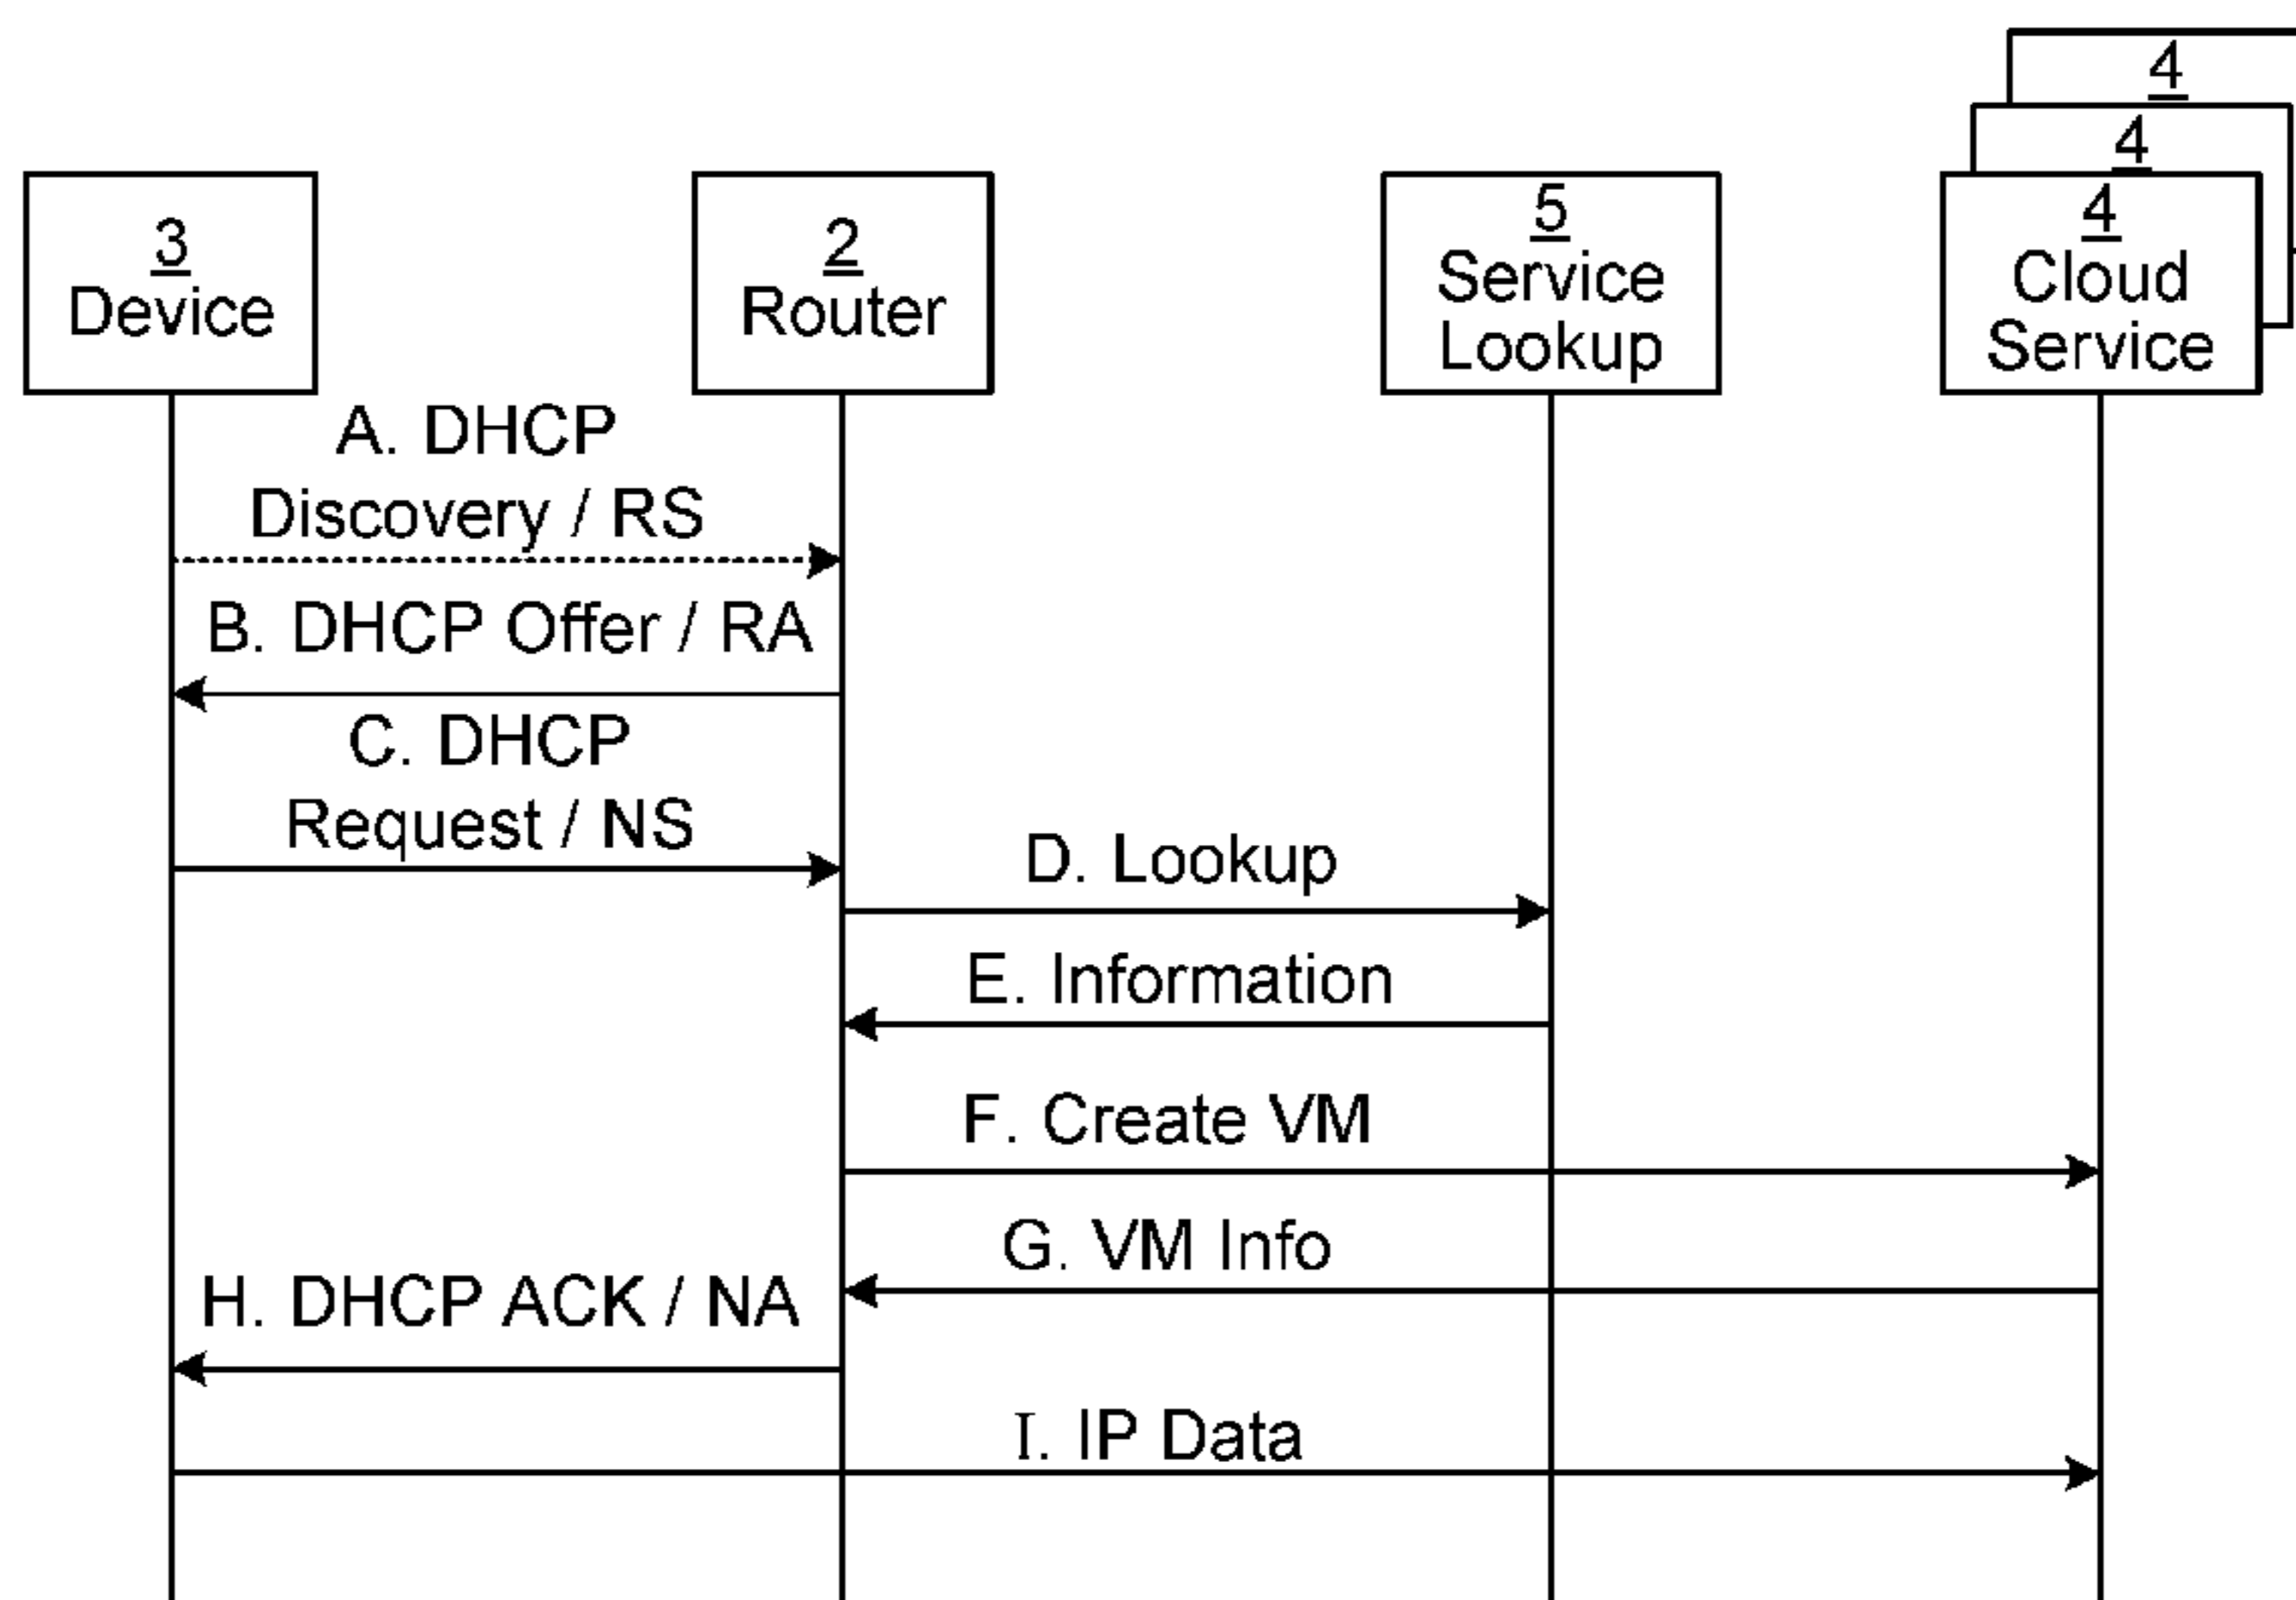 4
4
3
Device
2
Router
5
Service
Lookup
4
Cloud
Service
A. DHCP
Discovery / RS
B. DHCP Offer / RA
C. DHCP
Request / NS
D. Lookup
E. Information
F. Create VM
G. VM Info
H. DHCP ACK / NA
I. IP Data